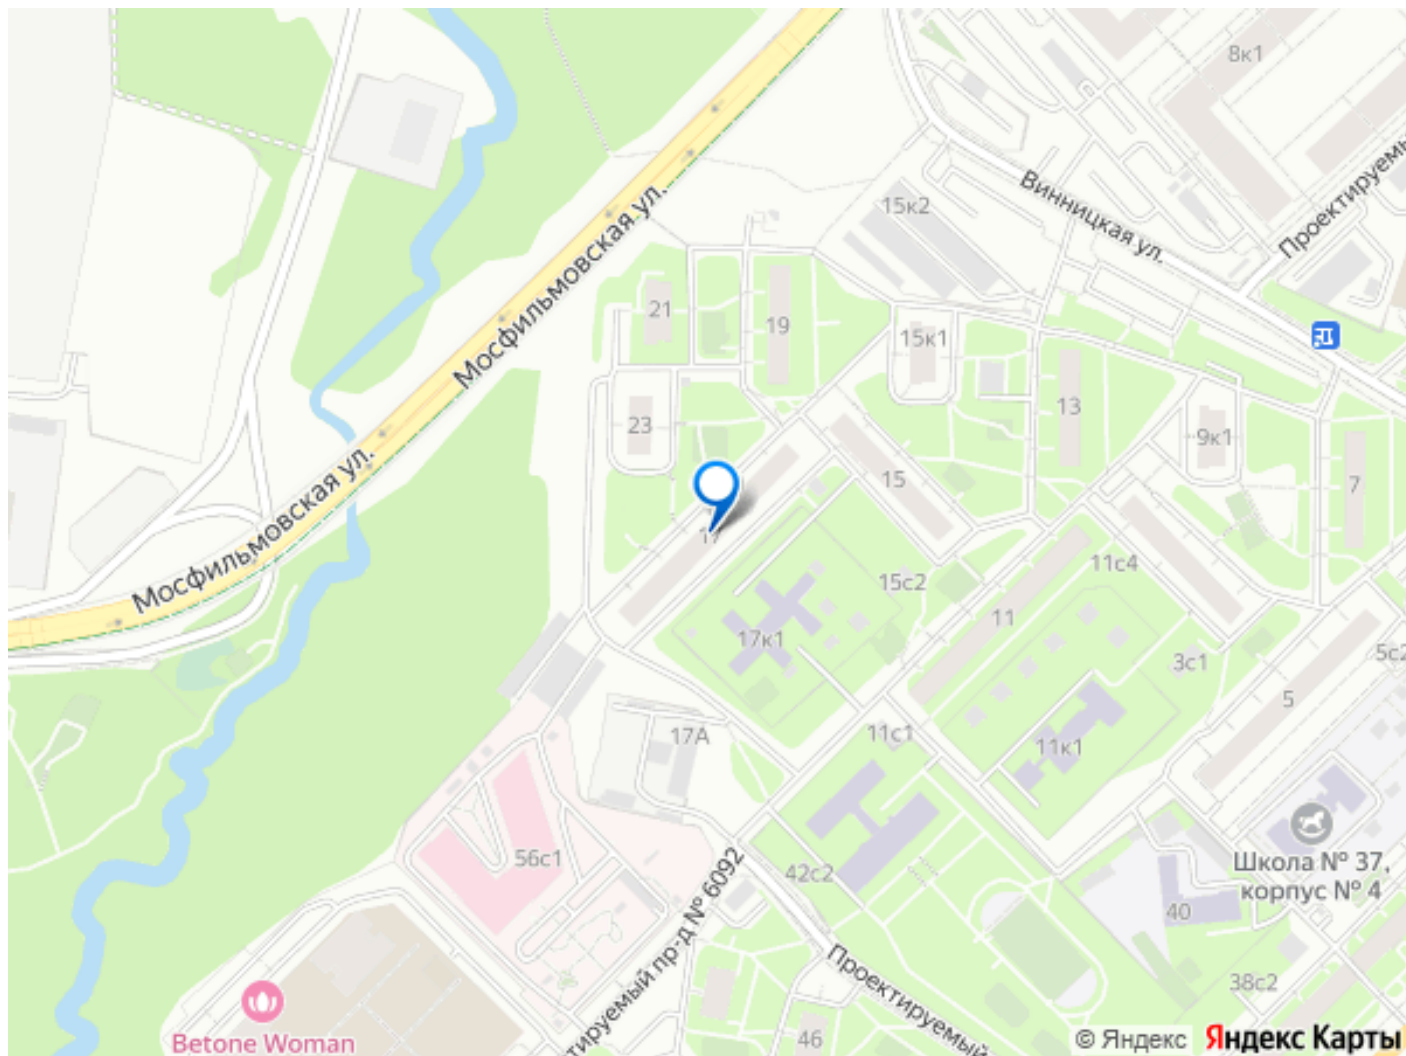 8к1
Проектируемы
Винницкая ул.
15к2
Мосфильмовская ул.
21
19
15к1
13
9к1
7
23
15
17
Мосфильмовская ул.
11с4
15с2
11
17к1
3с1
5с2
5
17А
11с1
11к1
56с1
42с2
Школа № 37,
корпус № 4
40
тируемый пр-д № 6092
Проектируемый
38с2
46
Betone Woman
© Яндекс Яндекс Карты